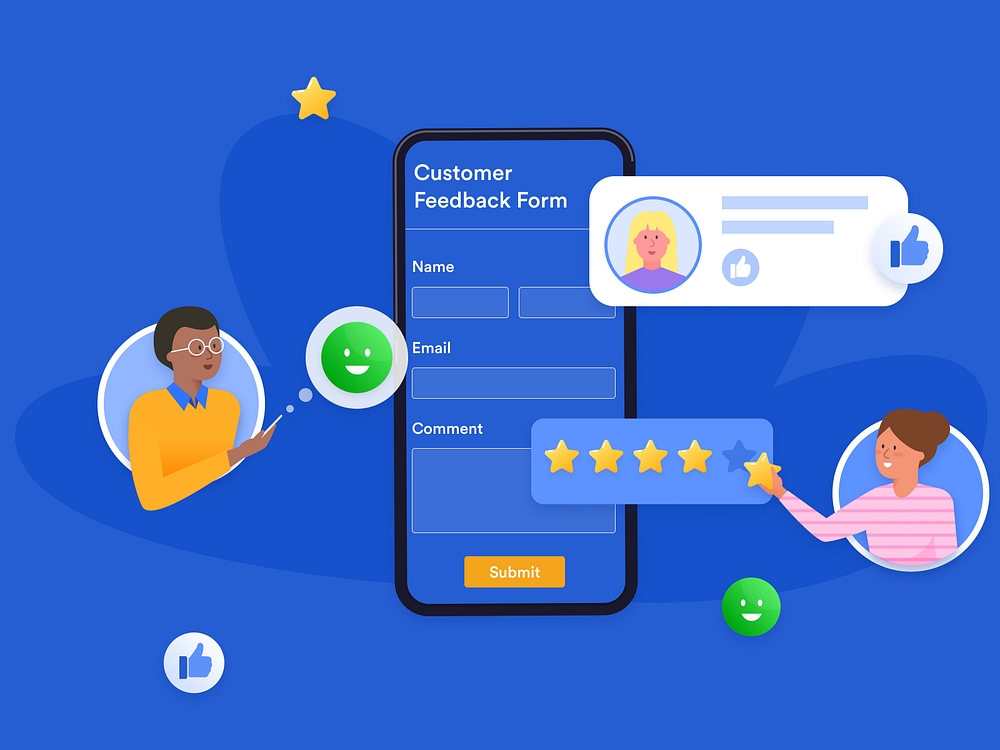 Customer
Feedback Form
Name
Email
Comment
Submit